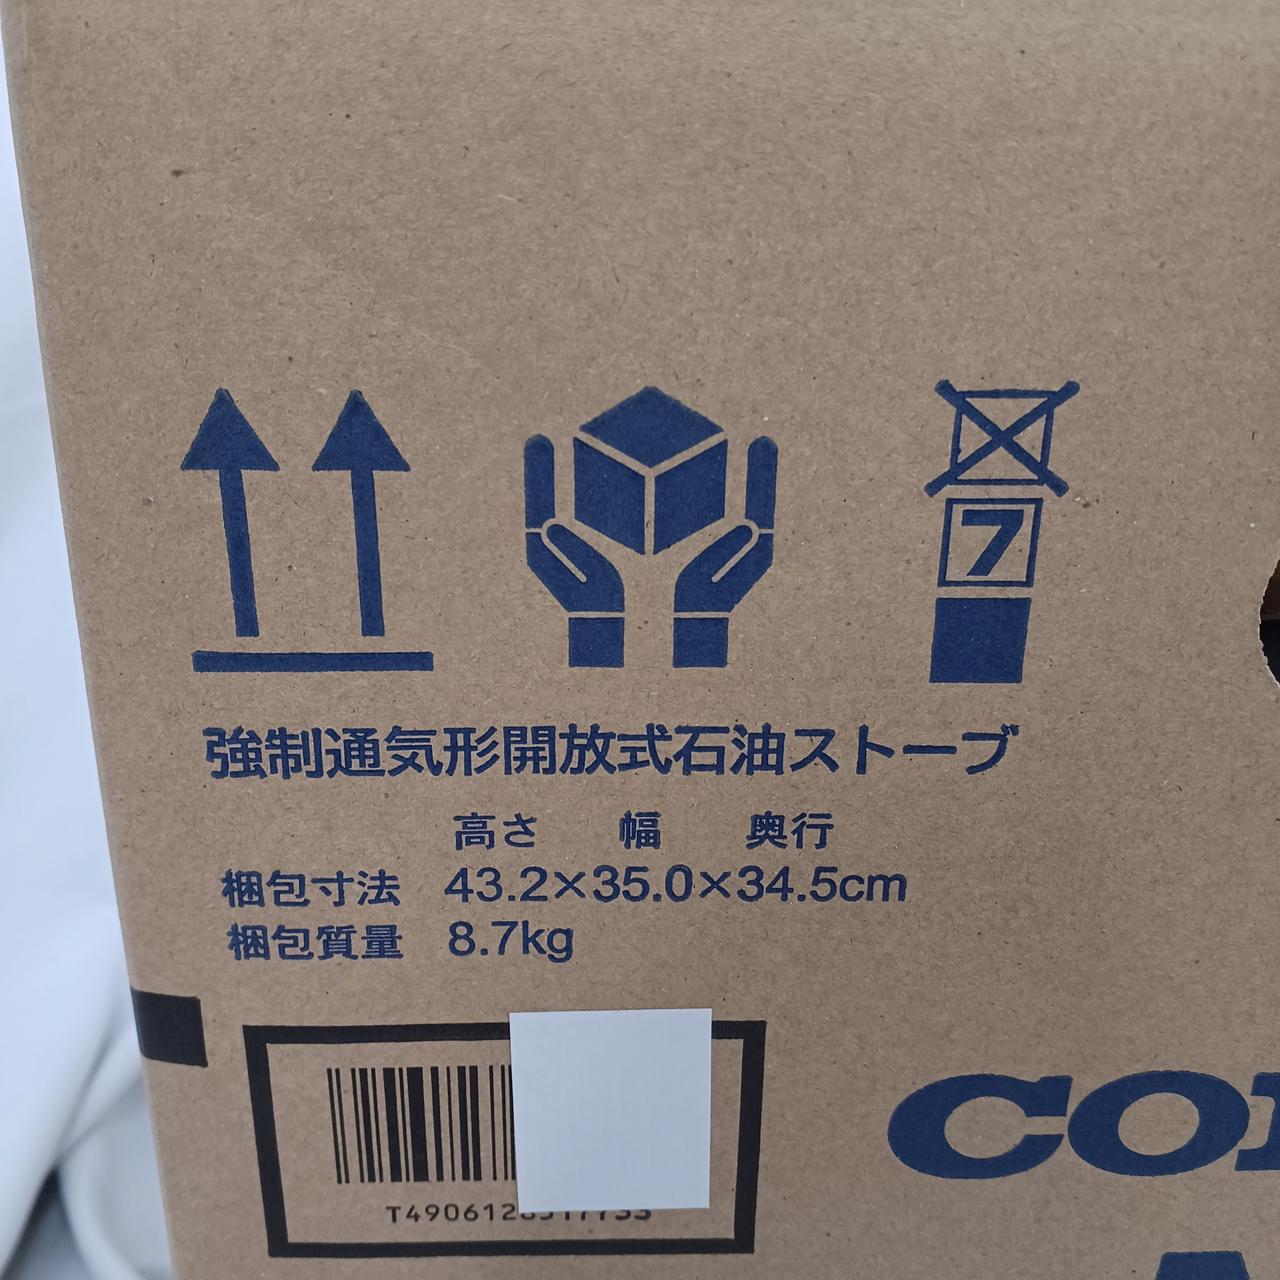 7
強制通気形開放式石油ストーブ
高さ 幅 奥行
梱包寸法 43.2×35.0×34.5cm
梱包質量 8.7kg